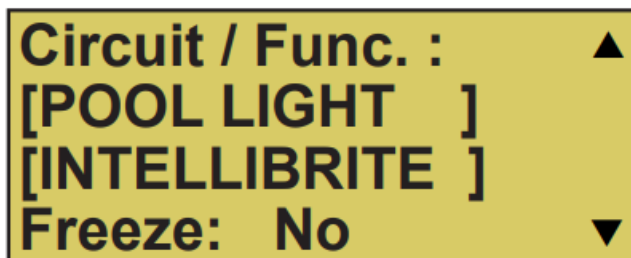 Circuit / Func. : ▲
[POOL LIGHT    ]
[INTELLIBRITE  ]
Freeze:   No ▼